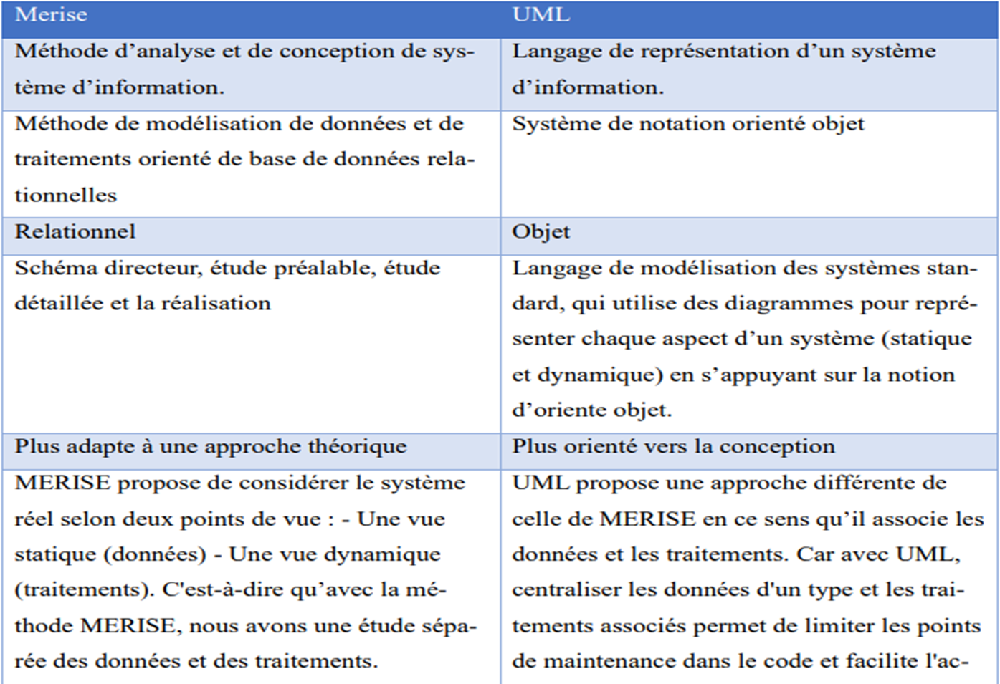 Merise
UML
Méthode d’analyse et de conception de sys-
tème d’information.
Langage de représentation d’un système
d’information.
Méthode de modélisation de données et de
traitements orienté de base de données rela-
tionnelles
Système de notation orienté objet
Relationnel
Objet
Schéma directeur, étude préalable, étude
détaillée et la réalisation
Langage de modélisation des systèmes stan-
dard, qui utilise des diagrammes pour repré-
senter chaque aspect d’un système (statique
et dynamique) en s’appuyant sur la notion
d’oriente objet.
Plus adapte à une approche théorique
Plus orienté vers la conception
MERISE propose de considérer le système
réel selon deux points de vue : - Une vue
statique (données) - Une vue dynamique
(traitements). C'est-à-dire qu’avec la mé-
thode MERISE, nous avons une étude sépa-
rée des données et des traitements.
UML propose une approche différente de
celle de MERISE en ce sens qu’il associe les
données et les traitements. Car avec UML,
centraliser les données d'un type et les trai-
tements associés permet de limiter les points
de maintenance dans le code et facilite l'ac-